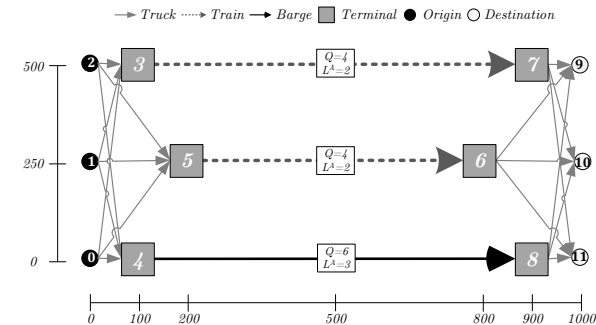 Truck Train Barge Terminal Origin Destination
500
2
3
Q=4
L^A=2
7
9
250
1
5
Q=4
L^A=2
6
10
0
0
4
Q=6
L^A=3
8
11
0 100 200 500 800 900 1000